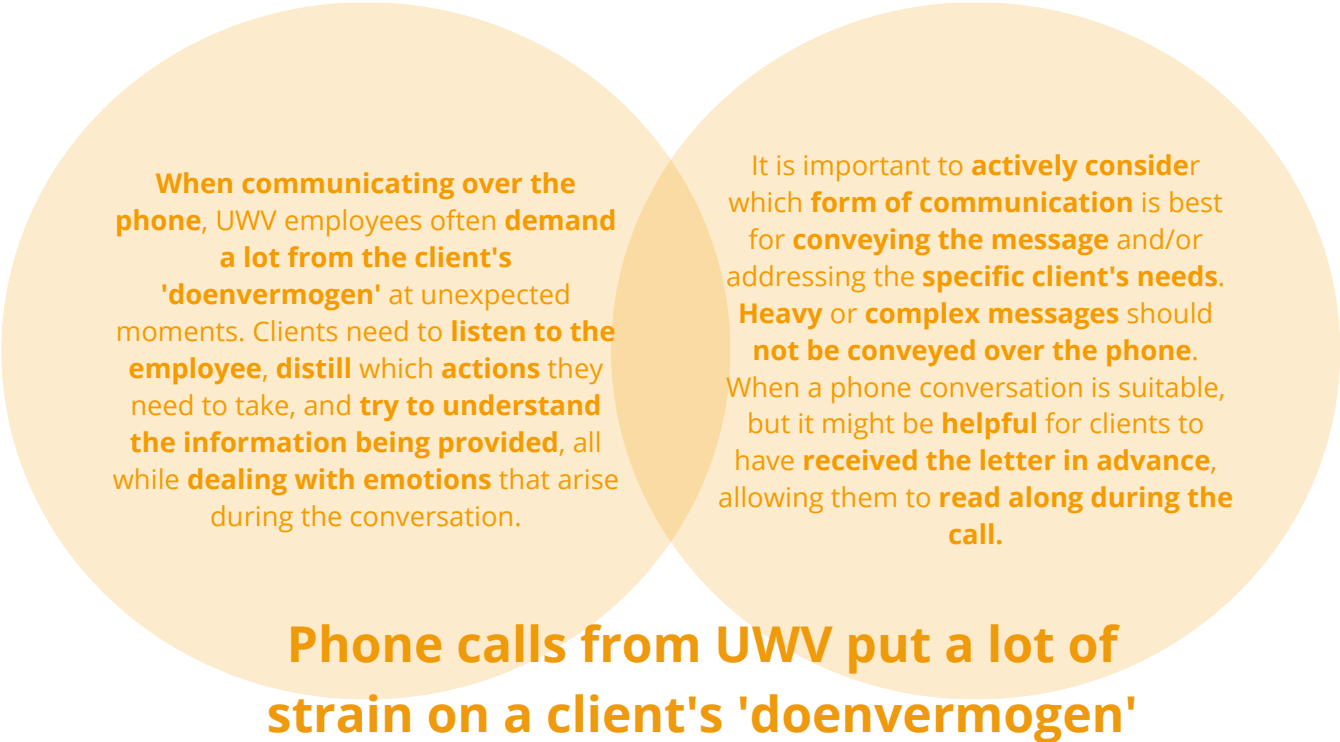 When communicating over the
phone, UWV employees often demand
a lot from the client's
'doenvermogen' at unexpected
moments. Clients need to listen to the
employee, distill which actions they
need to take, and try to understand
the information being provided, all
while dealing with emotions that arise
during the conversation.
It is important to actively consider
which form of communication is best
for conveying the message and/or
addressing the specific client's needs.
Heavy or complex messages should
not be conveyed over the phone.
When a phone conversation is suitable,
but it might be helpful for clients to
have received the letter in advance,
allowing them to read along during the
call.
Phone calls from UWV put a lot of
strain on a client's 'doenvermogen'